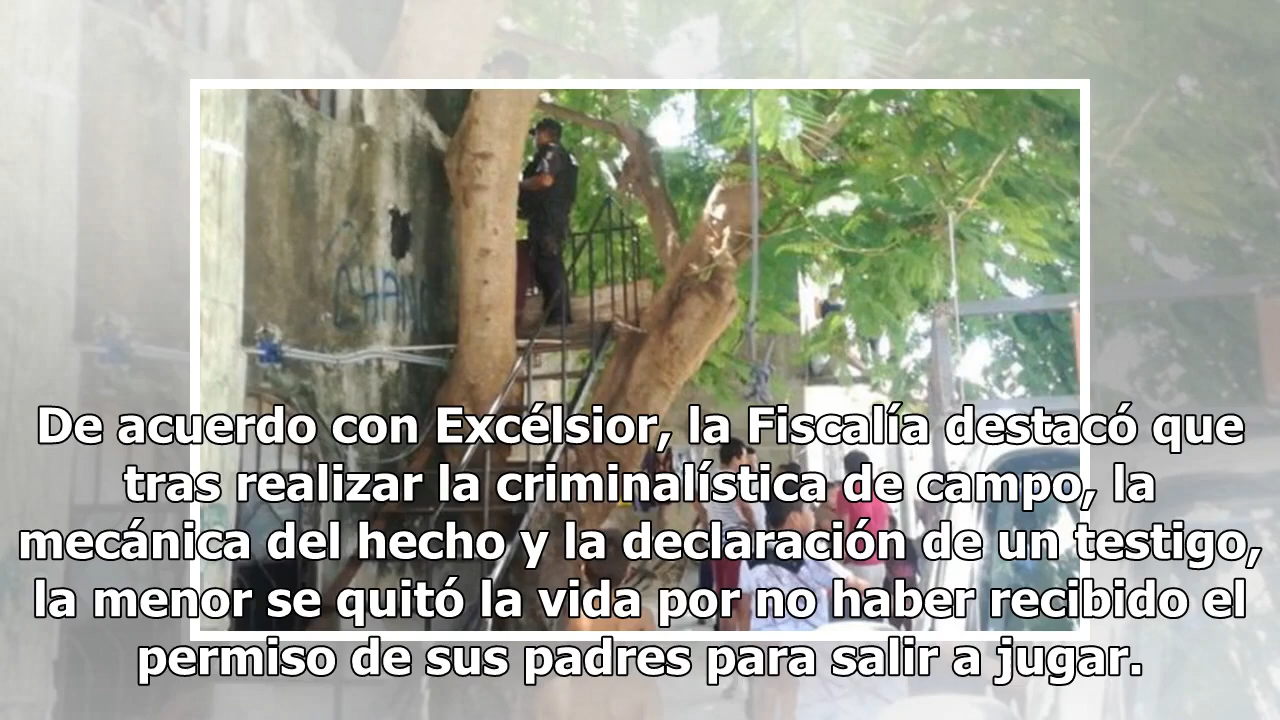 CHAN
De acuerdo con Excélsior, la Fiscalía destacó que
tras realizar la criminalística de campo, la
mecánica del hecho y la declaración de un testigo,
la menor se quitó la vida por no haber recibido el
permiso de sus padres para salir a jugar.